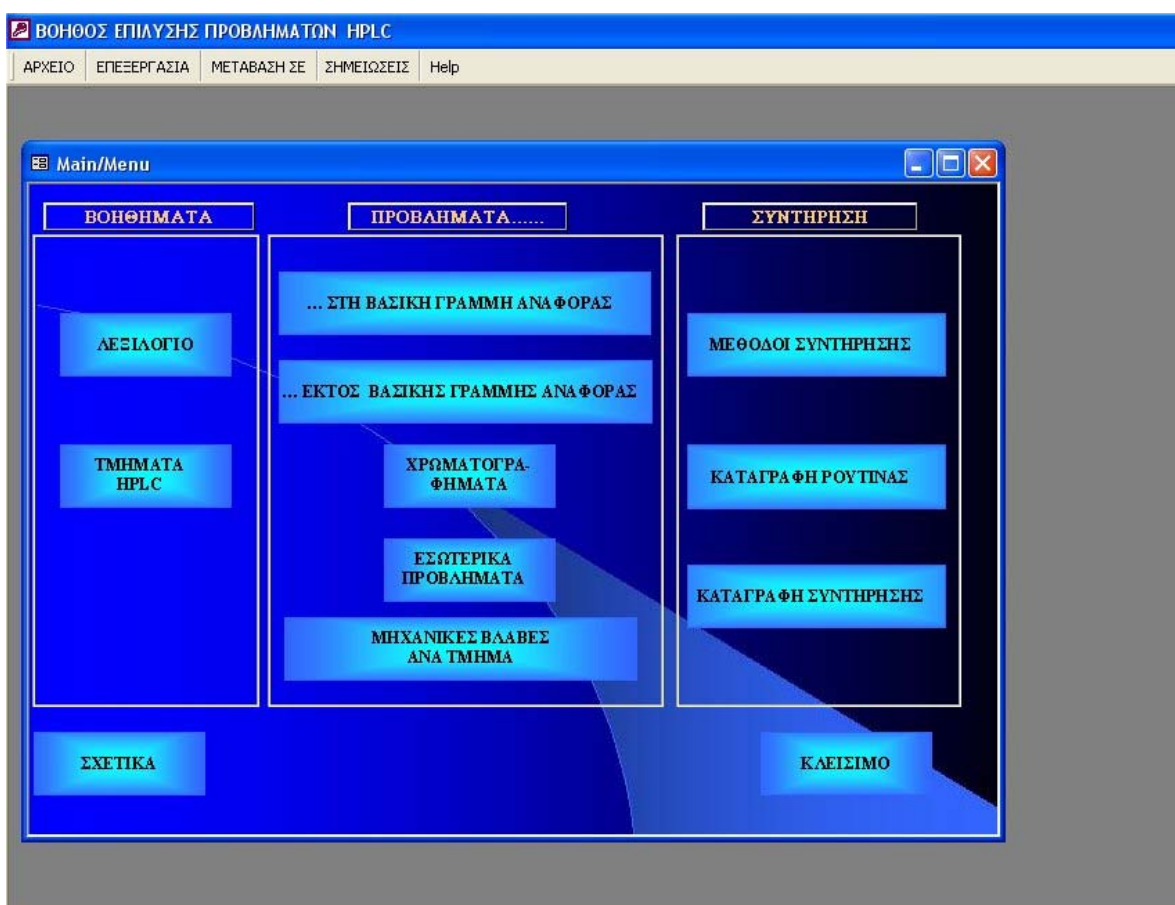 ΒΟΗΘΟΣ ΕΠΙΛΥΣΗΣ ΠΡΟΒΛΗΜΑΤΩΝ HPLC
ΑΡΧΕΙΟ ΕΠΕΞΕΡΓΑΣΙΑ ΜΕΤΑΒΑΣΗ ΣΕ ΣΗΜΕΙΩΣΕΙΣ Help
Main/Menu
ΒΟΗΘΗΜΑΤΑ
ΛΕΞΙΛΟΓΙΟ
ΤΜΗΜΑΤΑ
HPLC
ΠΡΟΒΛΗΜΑΤΑ......
... ΣΤΗ ΒΑΣΙΚΗ ΓΡΑΜΜΗ ΑΝΑΦΟΡΑΣ
... ΕΚΤΟΣ ΒΑΣΙΚΗΣ ΓΡΑΜΜΗΣ ΑΝΑΦΟΡΑΣ
ΧΡΩΜΑΤΟΓΡΑ-
ΦΗΜΑΤΑ
ΕΣΩΤΕΡΙΚΑ
ΠΡΟΒΛΗΜΑΤΑ
ΜΗΧΑΝΙΚΕΣ ΒΛΑΒΕΣ
ΑΝΑ ΤΜΗΜΑ
ΣΥΝΤΗΡΗΣΗ
ΜΕΘΟΔΟΙ ΣΥΝΤΗΡΗΣΗΣ
ΚΑΤΑΓΡΑΦΗ ΡΟΥΤΙΝΑΣ
ΚΑΤΑΓΡΑΦΗ ΣΥΝΤΗΡΗΣΗΣ
ΣΧΕΤΙΚΑ
ΚΛΕΙΣΙΜΟ